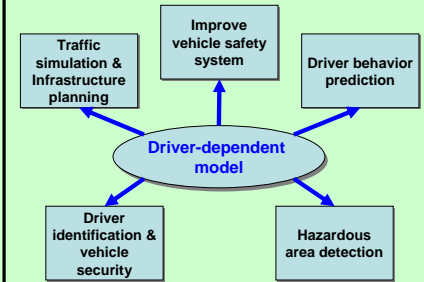 Improve
vehicle safety
system
Traffic
simulation &
Infrastructure
planning
Driver behavior
prediction
Driver-dependent
model
Driver
identification &
vehicle
security
Hazardous
area detection